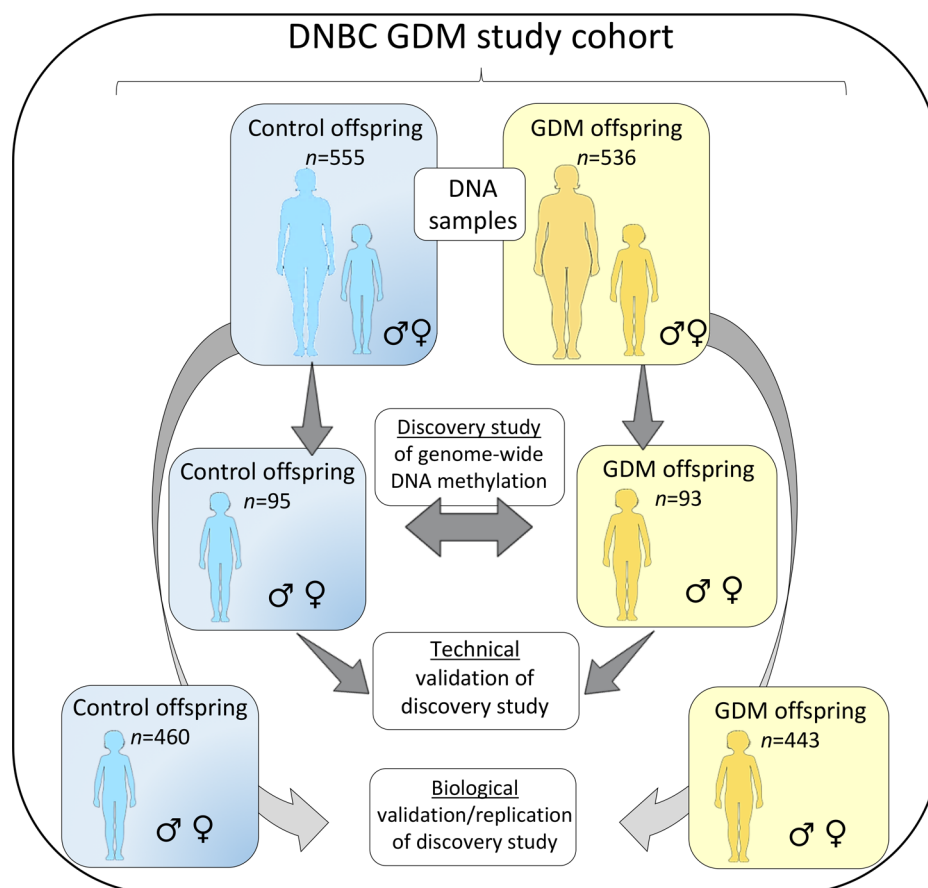 DNBC GDM study cohort
Control offspring
n=555
GDM offspring
n=536
DNA
samples
♂♀
♂♀
Discovery study
of genome-wide
DNA methylation
Control offspring
n=95
♂ ♀
GDM offspring
n=93
♂ ♀
Technical
validation of
discovery study
Control offspring
n=460
♂ ♀
GDM offspring
n=443
♂ ♀
Biological
validation/replication
of discovery study